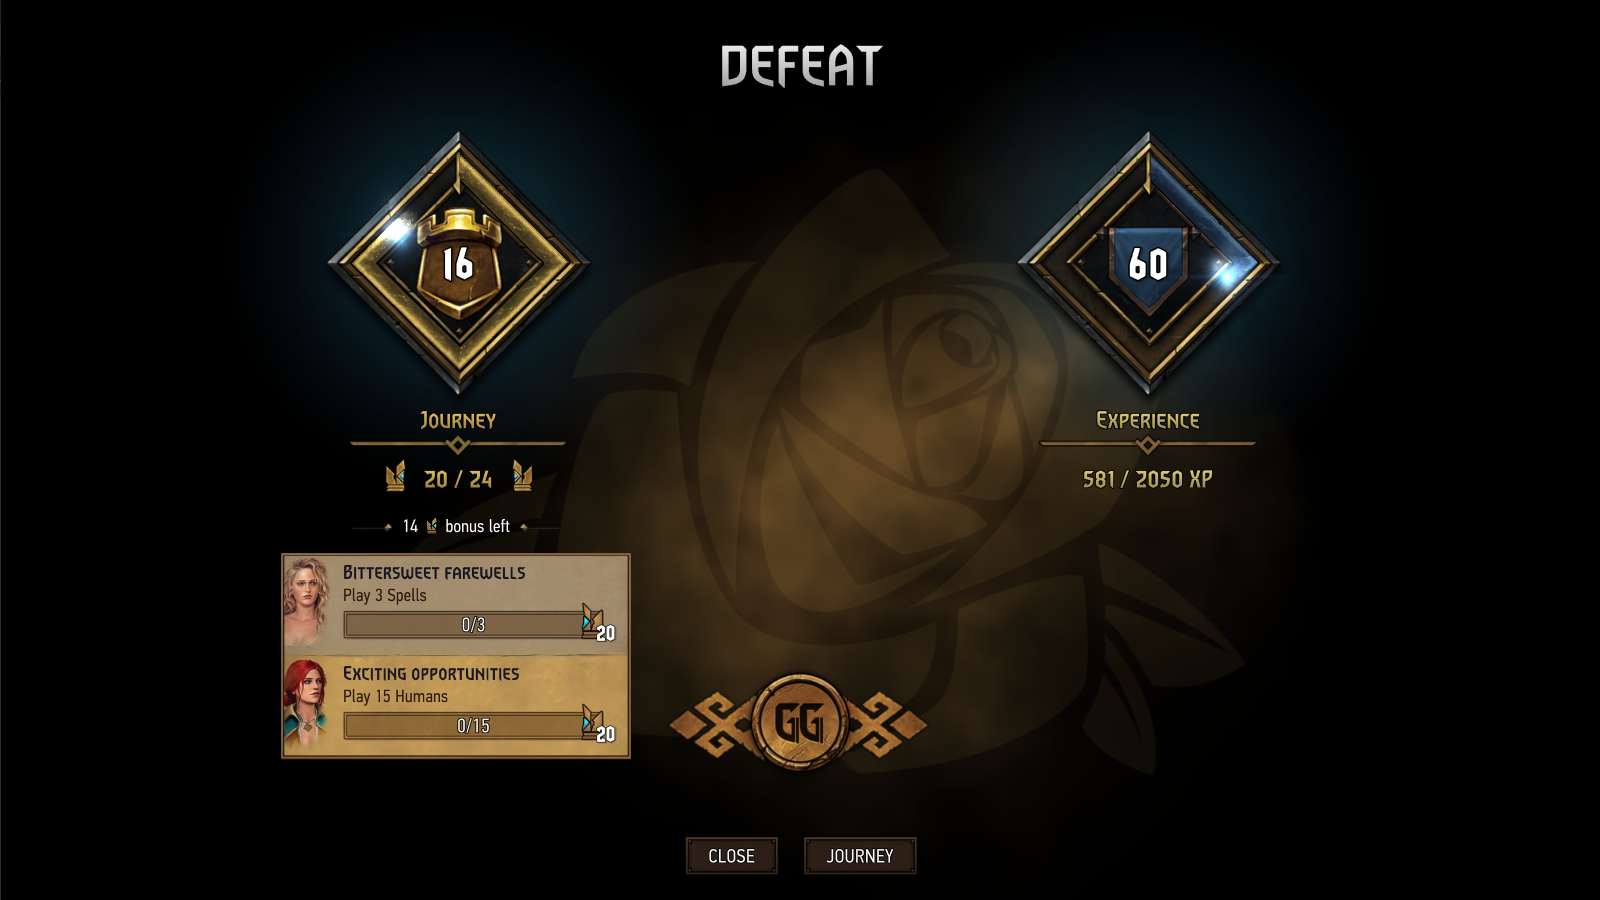 DEFEAT
16
JOURNEY
20 / 24
14 bonus left
BITTERSWEET FAREWELLS
Play 3 Spells
0/3
20
EXCITING OPPORTUNITIES
Play 15 Humans
0/15
20
60
EXPERIENCE
581 / 2050 XP
GG
CLOSE
JOURNEY